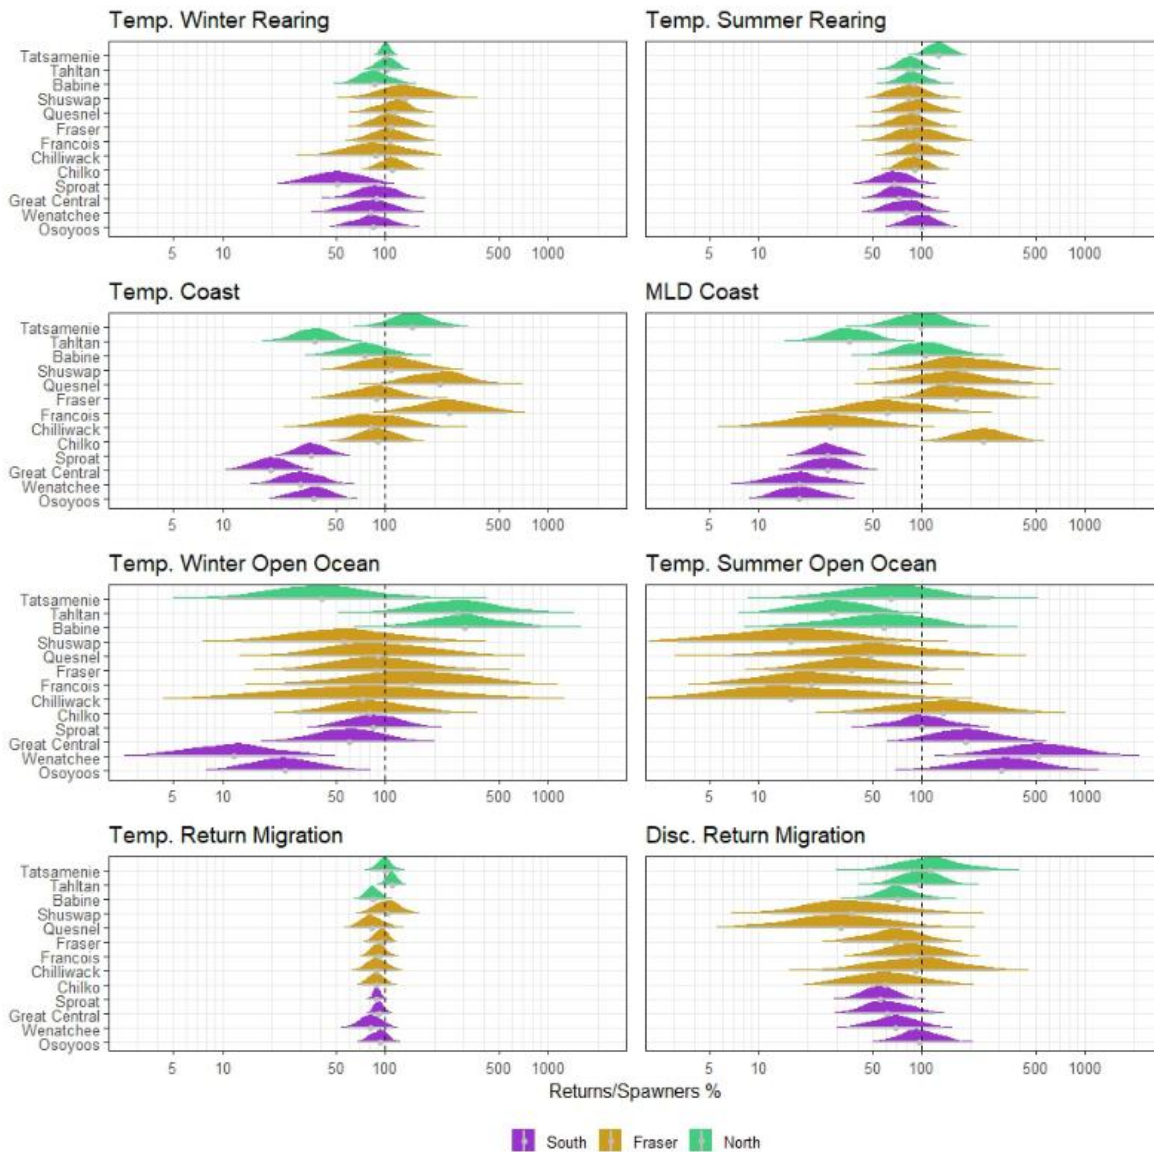 Temp. Winter Rearing
Temp. Summer Rearing
Tatsamenie
Tahltan
Babine
Shuswap
Quesnel
Fraser
Francois
Chilliwack
Chilko
Sproat
Great Central
Wenatchee
Osoyoos
5 10 50 100 500 1000
5 10 50 100 500 1000
Temp. Coast
MLD Coast
Tatsamenie
Tahltan
Babine
Shuswap
Quesnel
Fraser
Francois
Chilliwack
Chilko
Sproat
Great Central
Wenatchee
Osoyoos
5 10 50 100 500 1000
5 10 50 100 500 1000
Temp. Winter Open Ocean
Temp. Summer Open Ocean
Tatsamenie
Tahltan
Babine
Shuswap
Quesnel
Fraser
Francois
Chilliwack
Chilko
Sproat
Great Central
Wenatchee
Osoyoos
5 10 50 100 500 1000
5 10 50 100 500 1000
Temp. Return Migration
Disc. Return Migration
Tatsamenie
Tahltan
Babine
Shuswap
Quesnel
Fraser
Francois
Chilliwack
Chilko
Sproat
Great Central
Wenatchee
Osoyoos
5 10 50 100 500 1000
5 10 50 100 500 1000
Returns/Spawners %
South Fraser North